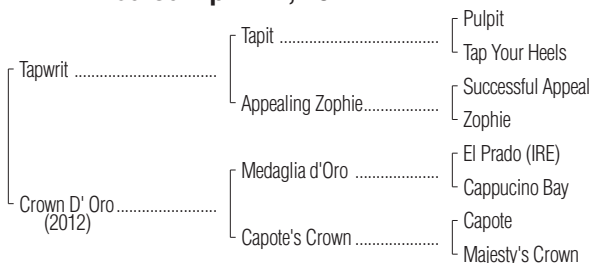 Pulpit
Tapit
Tap Your Heels
Tapwrit
Successful Appeal
Appealing Zophie
Zophie
El Prado (IRE)
Medaglia d'Oro
Cappucino Bay
Crown D' Oro
(2012)
Capote
Capote's Crown
Majesty's Crown